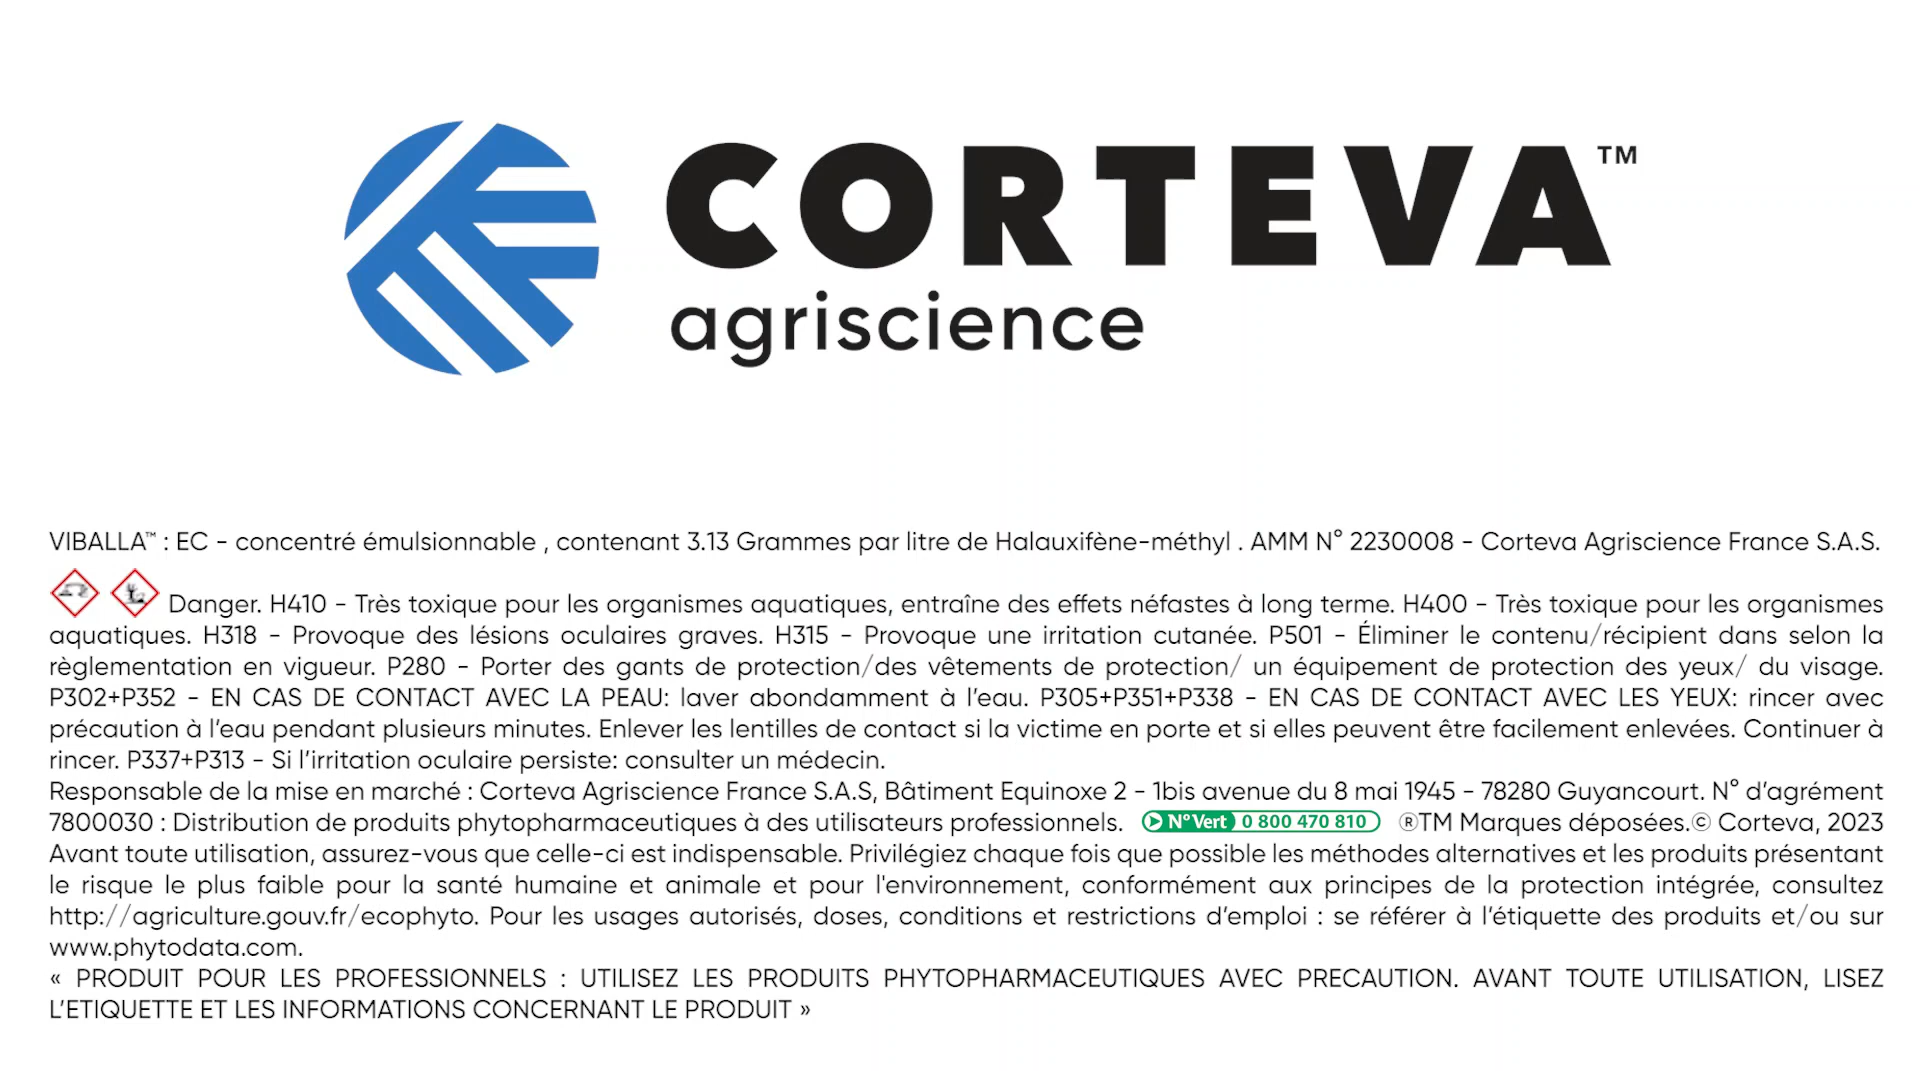 CORTEVA™
agriscience
VIBALLA™ : EC - concentré émulsionnable , contenant 3.13 Grammes par litre de Halauxifène-méthyl . AMM N° 2230008 - Corteva Agriscience France S.A.S.
Danger. H410 - Très toxique pour les organismes aquatiques, entraîne des effets néfastes à long terme. H400 - Très toxique pour les organismes
aquatiques. H318 - Provoque des lésions oculaires graves. H315 - Provoque une irritation cutanée. P501 - Éliminer le contenu/récipient dans selon la
règlementation en vigueur. P280 - Porter des gants de protection/des vêtements de protection/ un équipement de protection des yeux/ du visage.
P302+P352 - EN CAS DE CONTACT AVEC LA PEAU: laver abondamment à l’eau. P305+P351+P338 - EN CAS DE CONTACT AVEC LES YEUX: rincer avec
précaution à l’eau pendant plusieurs minutes. Enlever les lentilles de contact si la victime en porte et si elles peuvent être facilement enlevées. Continuer à
rincer. P337+P313 - Si l’irritation oculaire persiste: consulter un médecin.
Responsable de la mise en marché : Corteva Agriscience France S.A.S, Bâtiment Equinoxe 2 - 1bis avenue du 8 mai 1945 - 78280 Guyancourt. N° d’agrément
7800030 : Distribution de produits phytopharmaceutiques à des utilisateurs professionnels. N° Vert 0 800 470 810 ®TM Marques déposées.© Corteva, 2023
Avant toute utilisation, assurez-vous que celle-ci est indispensable. Privilégiez chaque fois que possible les méthodes alternatives et les produits présentant
le risque le plus faible pour la santé humaine et animale et pour l'environnement, conformément aux principes de la protection intégrée, consultez
http://agriculture.gouv.fr/ecophyto. Pour les usages autorisés, doses, conditions et restrictions d’emploi : se référer à l’étiquette des produits et/ou sur
www.phytodata.com.
« PRODUIT POUR LES PROFESSIONNELS : UTILISEZ LES PRODUITS PHYTOPHARMACEUTIQUES AVEC PRECAUTION. AVANT TOUTE UTILISATION, LISEZ
L’ETIQUETTE ET LES INFORMATIONS CONCERNANT LE PRODUIT »